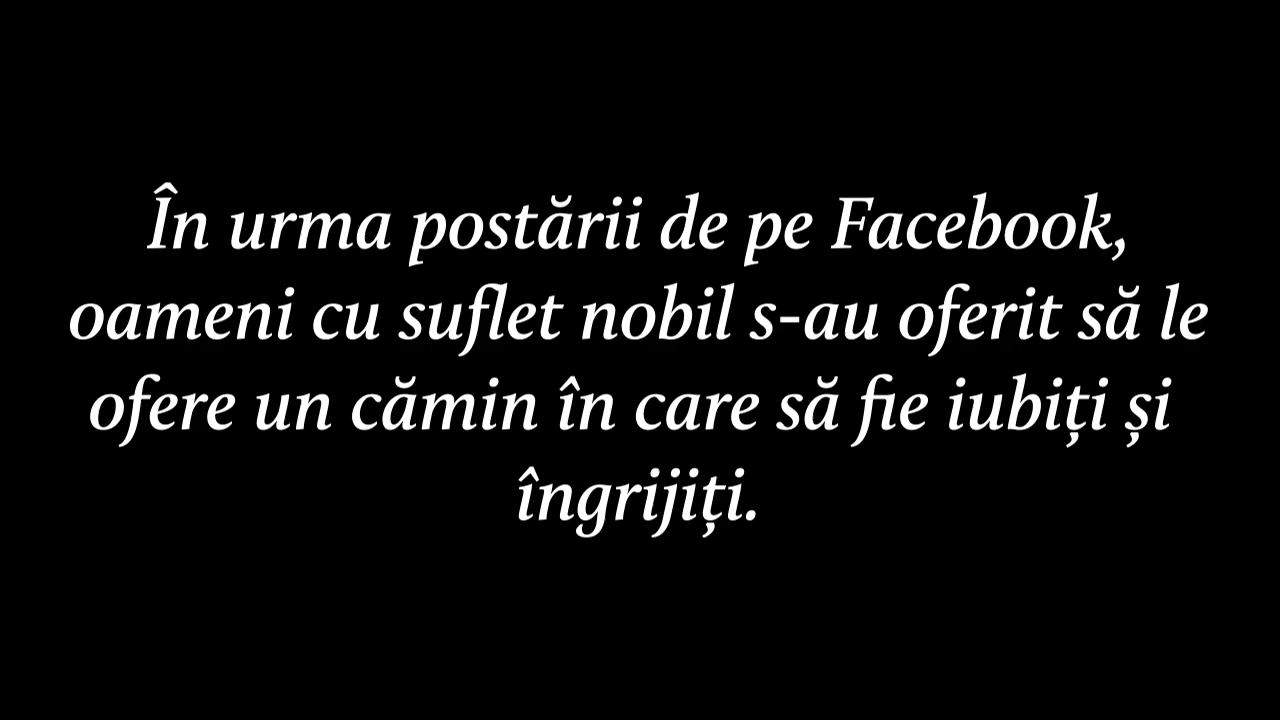 În urma postării de pe Facebook,
oameni cu suflet nobil s-au oferit să le
ofere un cămin în care să fie iubiți și
îngrijiți.